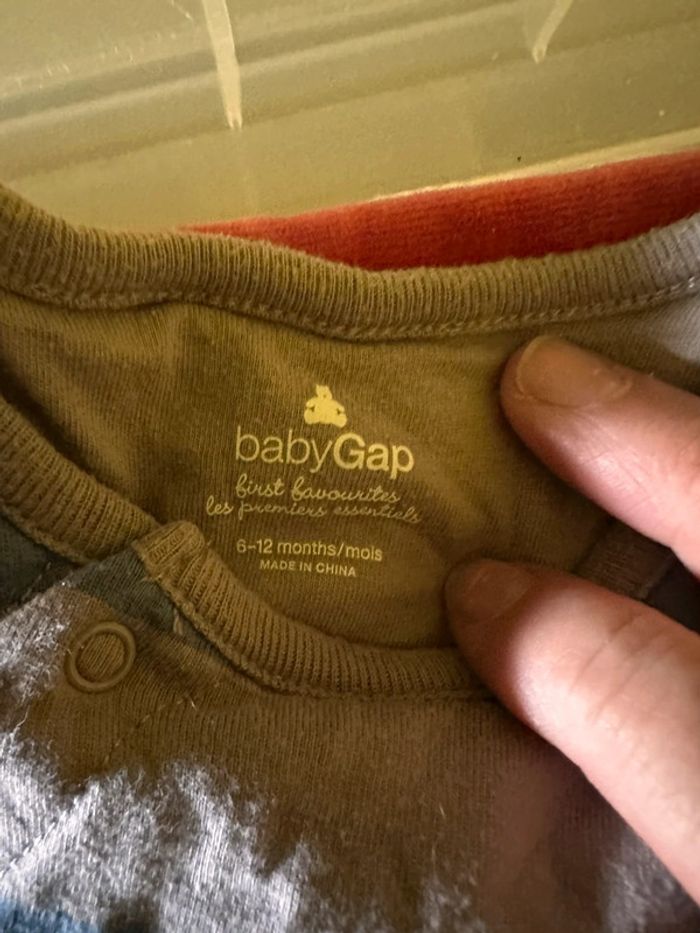 babyGap
first favourites
les premiers essentiels
6–12 months/mois
MADE IN CHINA